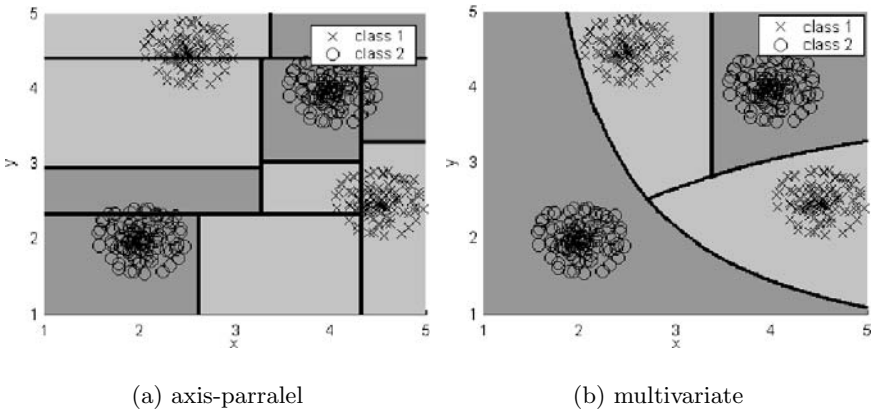 5
4
3
2
1
y
1 2 3 4 5
x
class 1
class 2
(a) axis-parralel
5
4
3
2
1
y
1 2 3 4 5
x
class 1
class 2
(b) multivariate